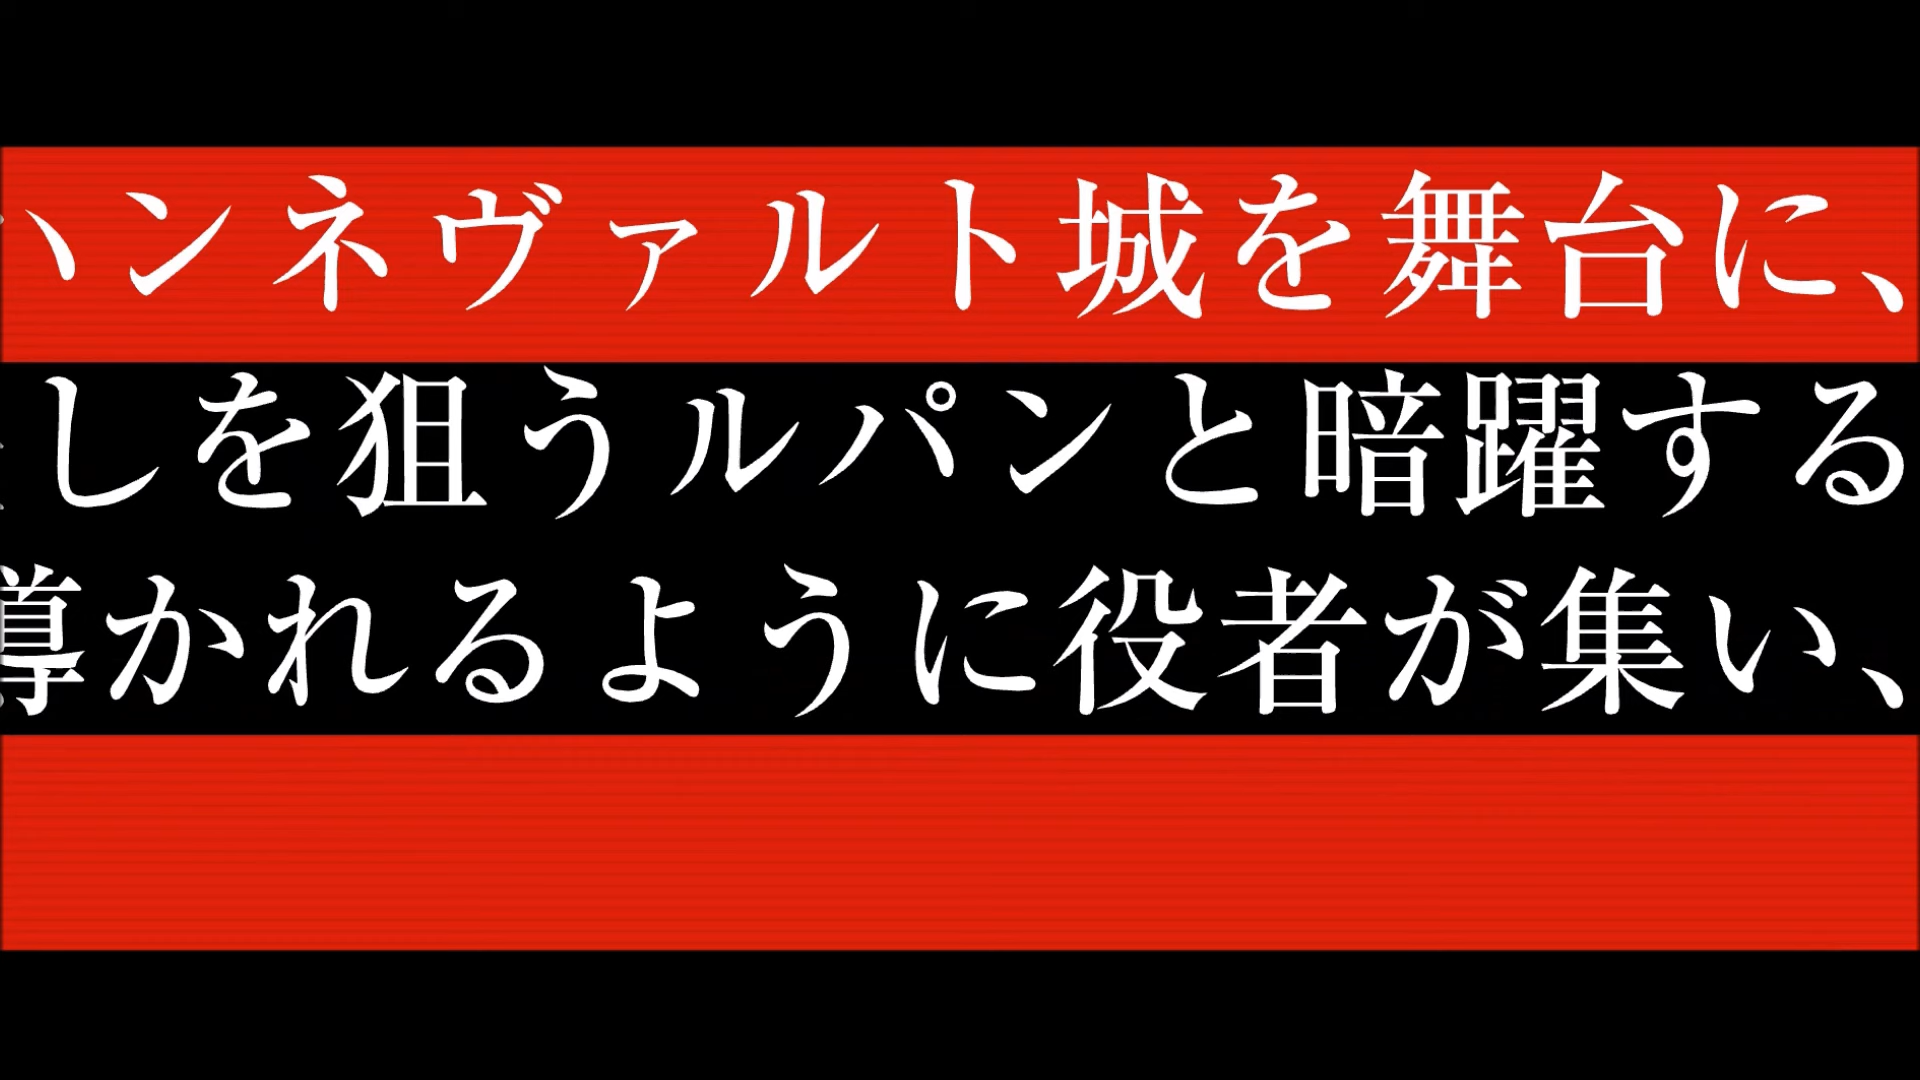 ハンネヴァルト城を舞台に、
しを狙うルパンと暗躍する
導かれるように役者が集い、